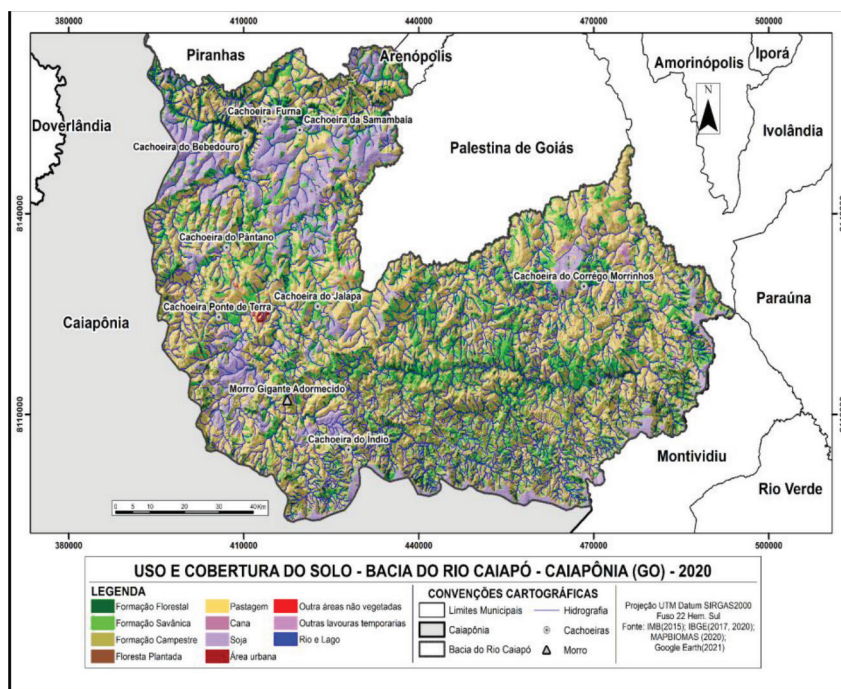 380000 410000 440000 470000 500000
Piranhas
Arenópolis
Amorinópolis
Iporá
N
Doverlândia
Ivolândia
Cachoeira Furna
Cachoeira da Samambaia
Cachoeira do Bebedouro
Palestina de Goiás
8140000
Cachoeira do Pântano
Cachoeira do Corrégo Morrinhos
Cachoeira do Jalapa
Cachoeira Ponte de Terra
Paraúna
Caiapônia
Morro Gigante Adormecido
8110000
Cachoeira do Índio
Montividiu
Rio Verde
0 5 10 20 30 40 Km
380000 410000 440000 470000 500000
USO E COBERTURA DO SOLO - BACIA DO RIO CAIAPÓ - CAIAPÔNIA (GO) - 2020
LEGENDA
Formação Florestal
Formação Savânica
Formação Campestre
Floresta Plantada
Pastagem
Cana
Soja
Área urbana
Outra áreas não vegetadas
Outras lavouras temporarias
Rio e Lago
CONVENÇÕES CARTOGRÁFICAS
Limites Municipais
Caiapônia
Bacia do Rio Caiapó
Hidrografia
Cachoeiras
Morro
Projeção UTM Datum SIRGAS2000
Fuso 22 Hem. Sul
Fonte: IMB(2015); IBGE(2017, 2020);
MAPBIOMAS (2020);
Google Earth(2021)